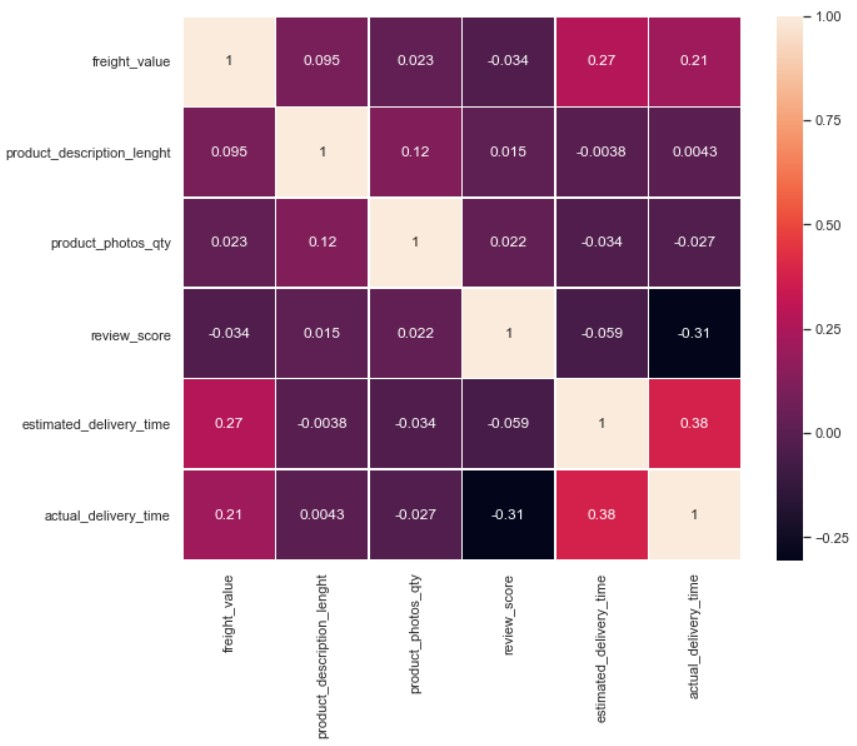 freight_value 1 0.095 0.023 -0.034 0.27 0.21
product_description_lenght 0.095 1 0.12 0.015 -0.0038 0.0043
product_photos_qty 0.023 0.12 1 0.022 -0.034 -0.027
review_score -0.034 0.015 0.022 1 -0.059 -0.31
estimated_delivery_time 0.27 -0.0038 -0.034 -0.059 1 0.38
actual_delivery_time 0.21 0.0043 -0.027 -0.31 0.38 1
freight_value
product_description_lenght
product_photos_qty
review_score
estimated_delivery_time
actual_delivery_time
1.00
0.75
0.50
0.25
0.00
−0.25